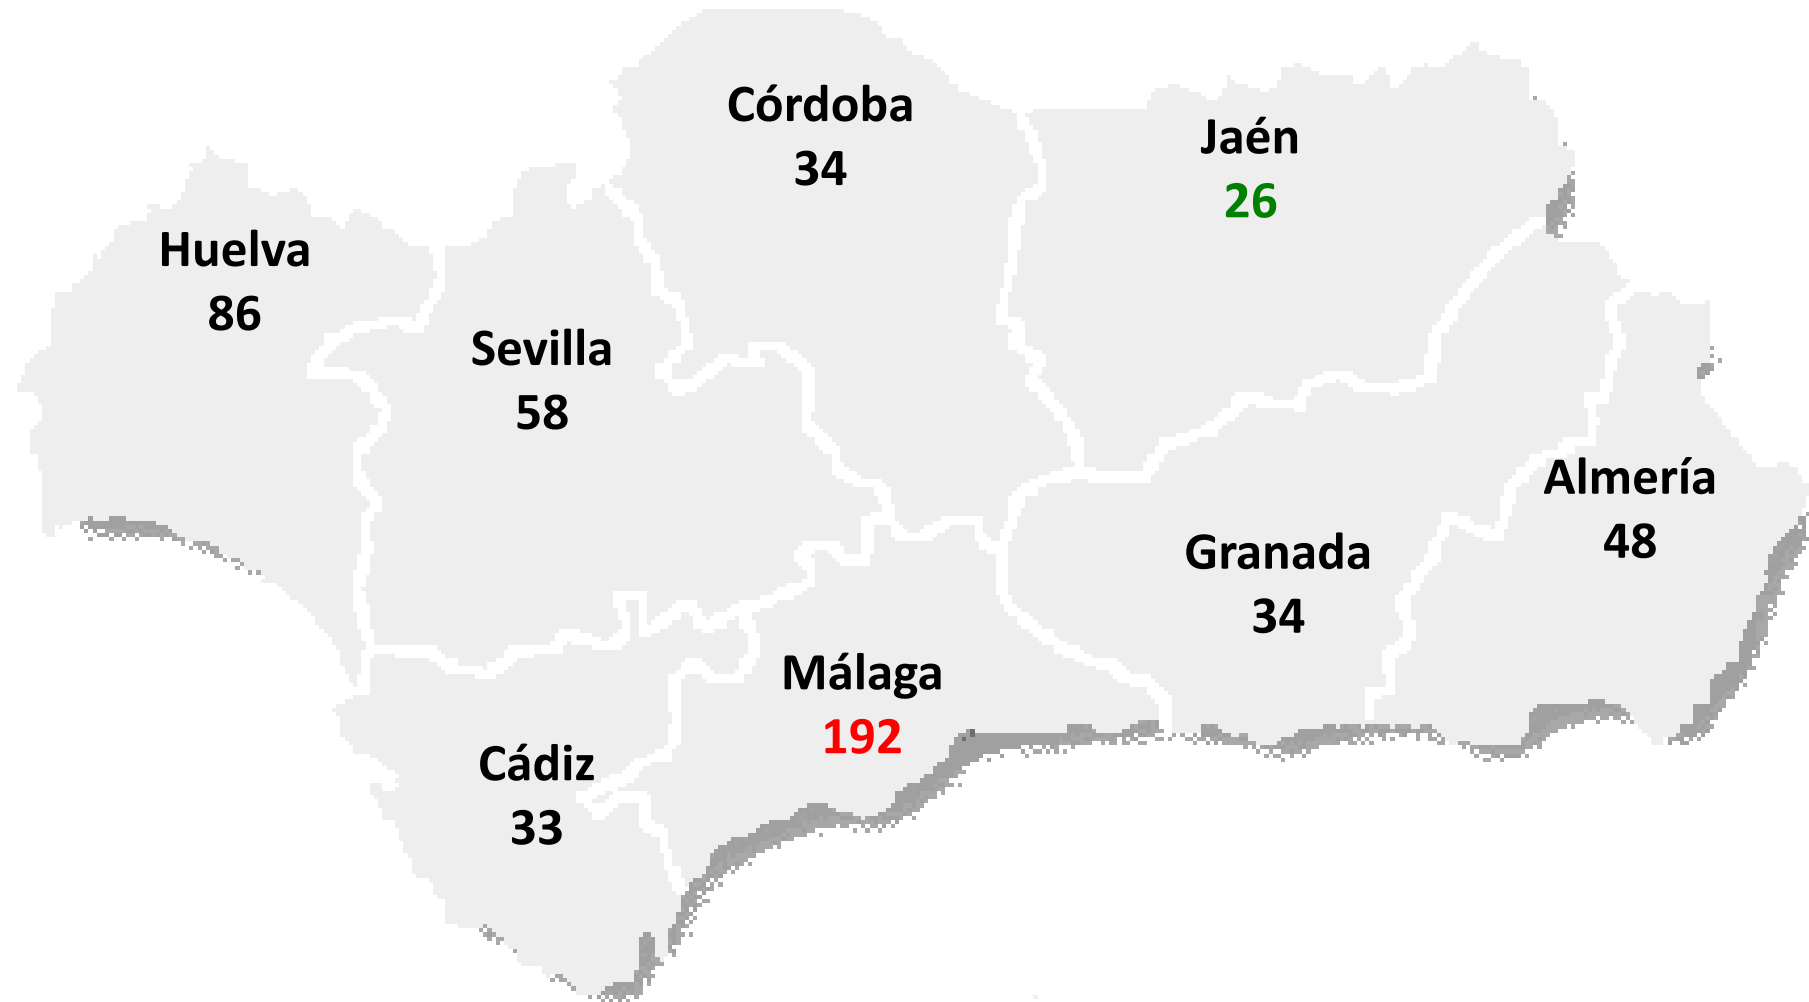 Córdoba
34
Jaén
26
Huelva
86
Sevilla
58
Almería
48
Granada
34
Málaga
192
Cádiz
33